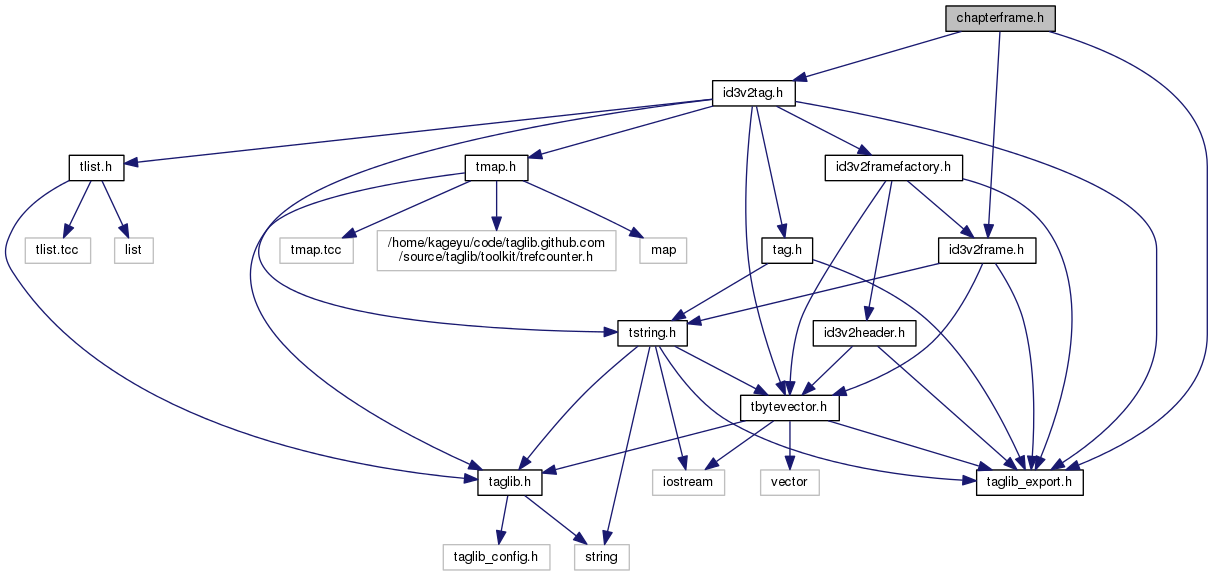 chapterframe.h
id3v2tag.h
tlist.h
tmap.h
id3v2framefactory.h
tlist.tcc
list
tmap.tcc
/home/kageyu/code/taglib.github.com
/source/taglib/toolkit/trefcounter.h
map
tag.h
id3v2frame.h
tstring.h
id3v2header.h
tbytevector.h
taglib.h
iostream
vector
taglib_export.h
taglib_config.h
string